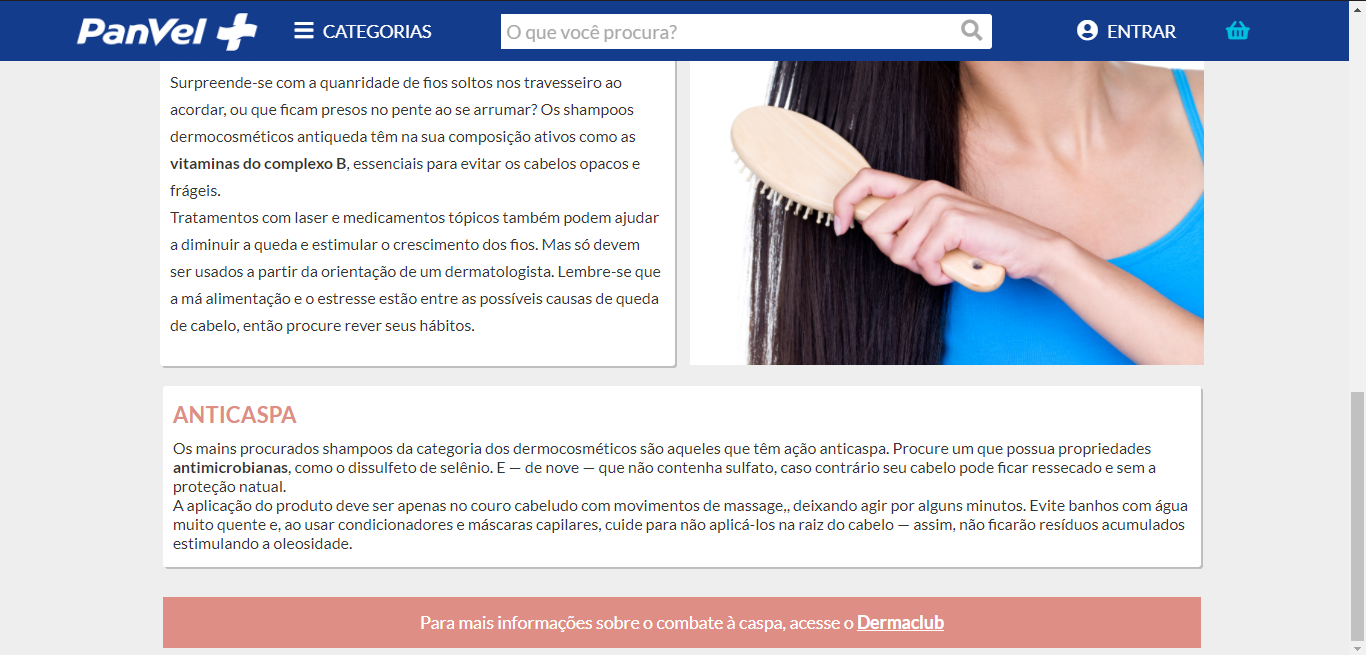 PanVel
CATEGORIAS
O que você procura?
ENTRAR
Surpreende-se com a quanridade de fios soltos nos travesseiro ao
acordar, ou que ficam presos no pente ao se arrumar? Os shampoos
dermocosméticos antiqueda têm na sua composição ativos como as
vitaminas do complexo B, essenciais para evitar os cabelos opacos e
frágeis.
Tratamentos com laser e medicamentos tópicos também podem ajudar
a diminuir a queda e estimular o crescimento dos fios. Mas só devem
ser usados a partir da orientação de um dermatologista. Lembre-se que
a má alimentação e o estresse estão entre as possíveis causas de queda
de cabelo, então procure rever seus hábitos.
ANTICASPA
Os mains procurados shampoos da categoria dos dermocosméticos são aqueles que têm ação anticaspa. Procure um que possua propriedades
antimicrobianas, como o dissulfeto de selênio. E — de nove — que não contenha sulfato, caso contrário seu cabelo pode ficar ressecado e sem a
proteção natual.
A aplicação do produto deve ser apenas no couro cabeludo com movimentos de massage,, deixando agir por alguns minutos. Evite banhos com água
muito quente e, ao usar condicionadores e máscaras capilares, cuide para não aplicá-los na raiz do cabelo — assim, não ficarão resíduos acumulados
estimulando a oleosidade.
Para mais informações sobre o combate à caspa, acesse o Dermaclub